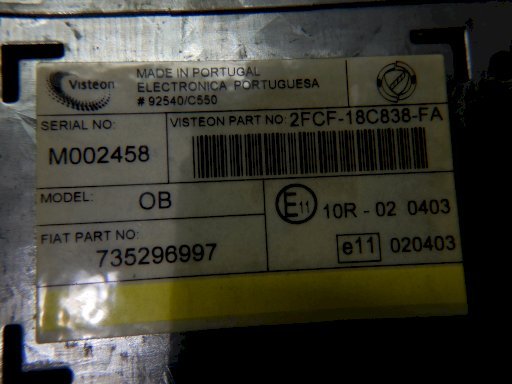 Visteon
MADE IN PORTUGAL
ELECTRONICA PORTUGUESA
# 92540/C550
SERIAL NO:
M002458
VISTEON PART NO: 2FCF-18C838-FA
MODEL: OB
E11 10R - 02 0403
FIAT PART NO:
735296997
e11 020403